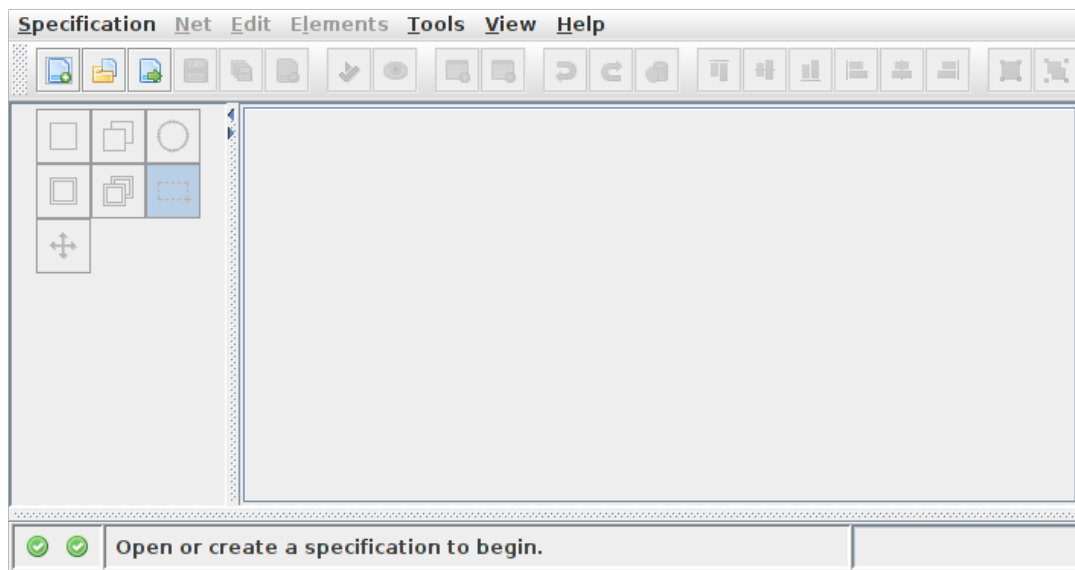 Specification Net Edit Elements Tools View Help
Open or create a specification to begin.